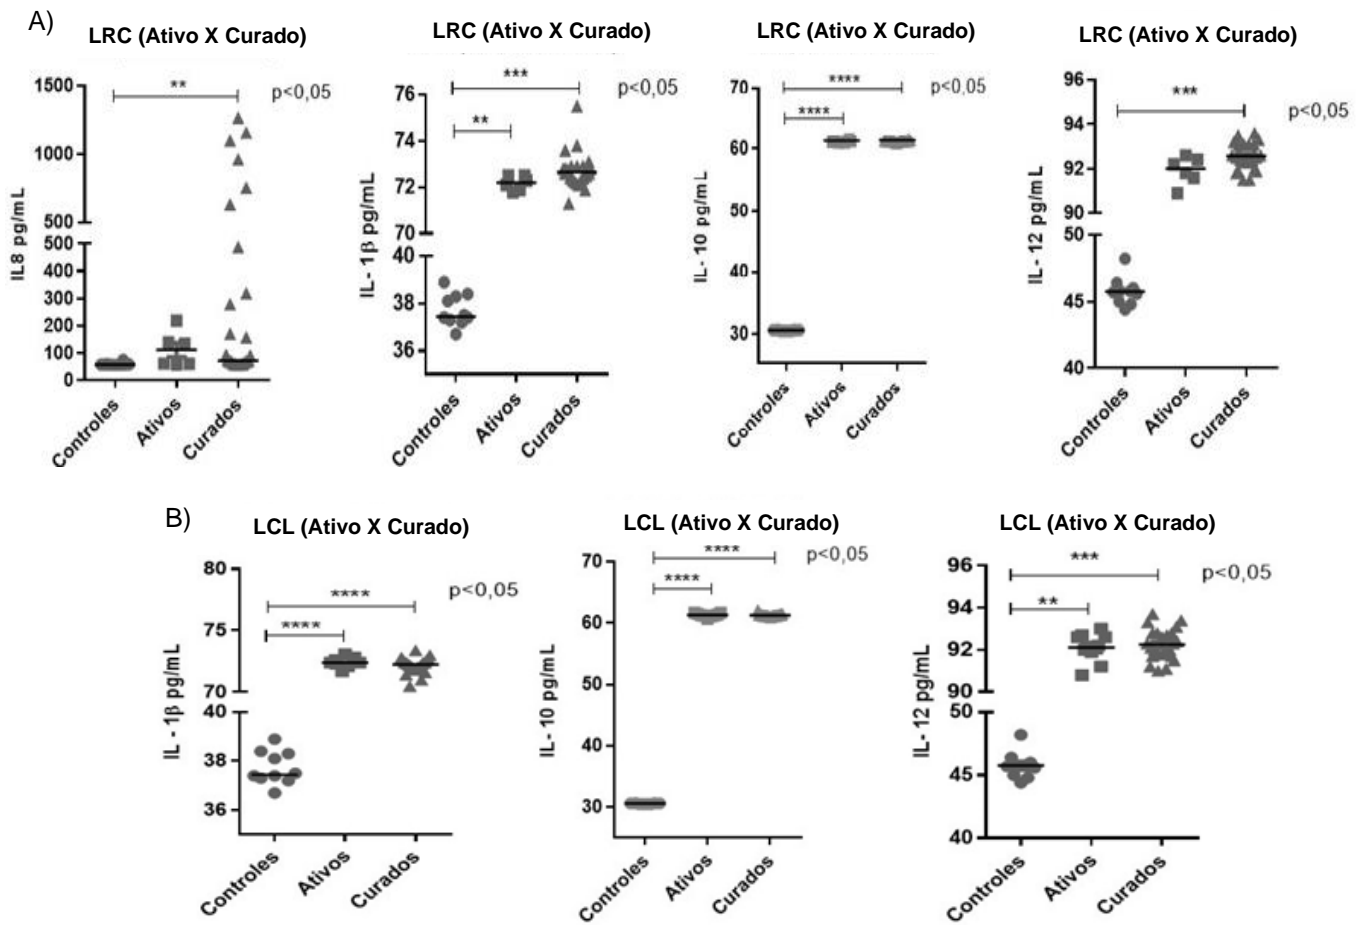 A)
LRC (Ativo X Curado)
**
p<0,05
IL8 pg/mL
1500
1000
500
500
400
300
200
100
0
Controles
Ativos
Curados
LRC (Ativo X Curado)
***
**
p<0,05
IL- 1β pg/mL
76
74
72
70
40
38
36
Controles
Ativos
Curados
LRC (Ativo X Curado)
****
****
p<0,05
IL- 10 pg/mL
70
60
50
40
30
Controles
Ativos
Curados
LRC (Ativo X Curado)
***
p<0,05
IL- 12 pg/mL
96
94
92
90
50
45
40
Controles
Ativos
Curados
B)
LCL (Ativo X Curado)
****
****
p<0,05
IL - 1β pg/mL
80
75
70
40
38
36
Controles
Ativos
Curados
LCL (Ativo X Curado)
****
****
p<0,05
IL- 10 pg/mL
70
60
50
40
30
Controles
Ativos
Curados
LCL (Ativo X Curado)
***
**
p<0,05
IL- 12 pg/mL
96
94
92
90
50
45
40
Controles
Ativos
Curados